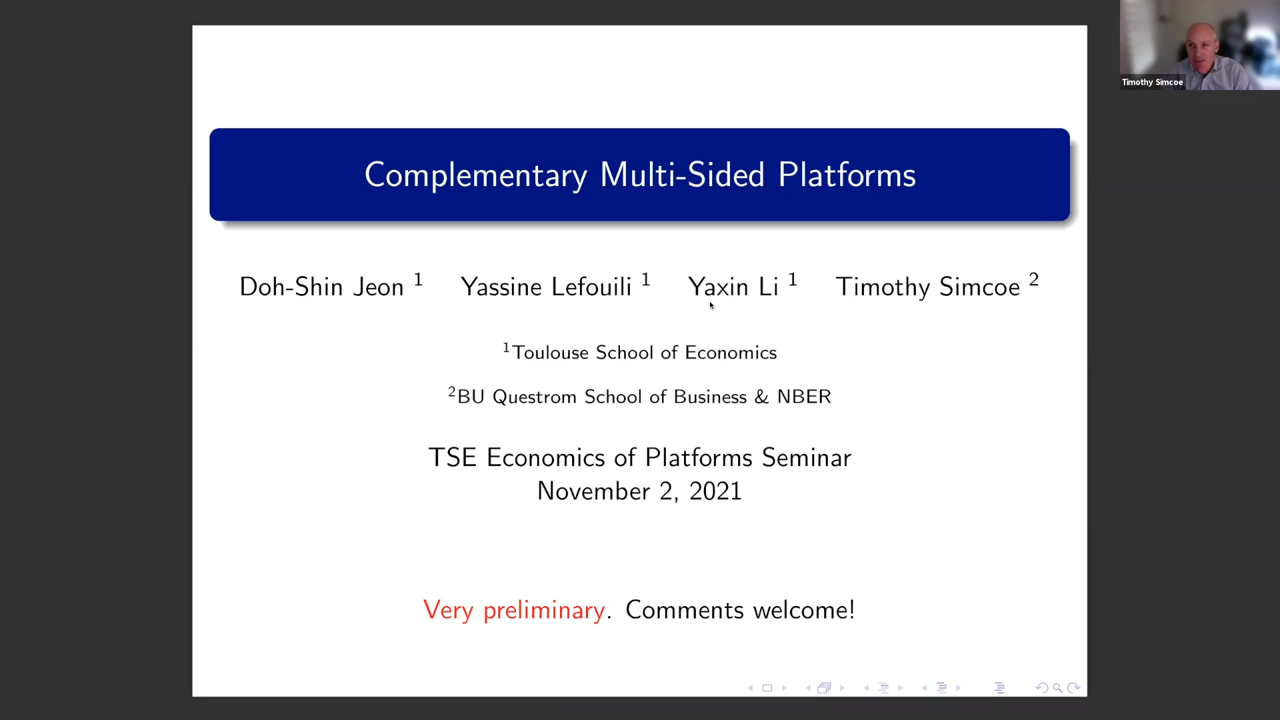 Timothy Simcoe
Complementary Multi-Sided Platforms
Doh-Shin Jeon 1 Yassine Lefouili 1 Yaxin Li 1 Timothy Simcoe 2
1Toulouse School of Economics
2BU Questrom School of Business & NBER
TSE Economics of Platforms Seminar
November 2, 2021
Very preliminary. Comments welcome!